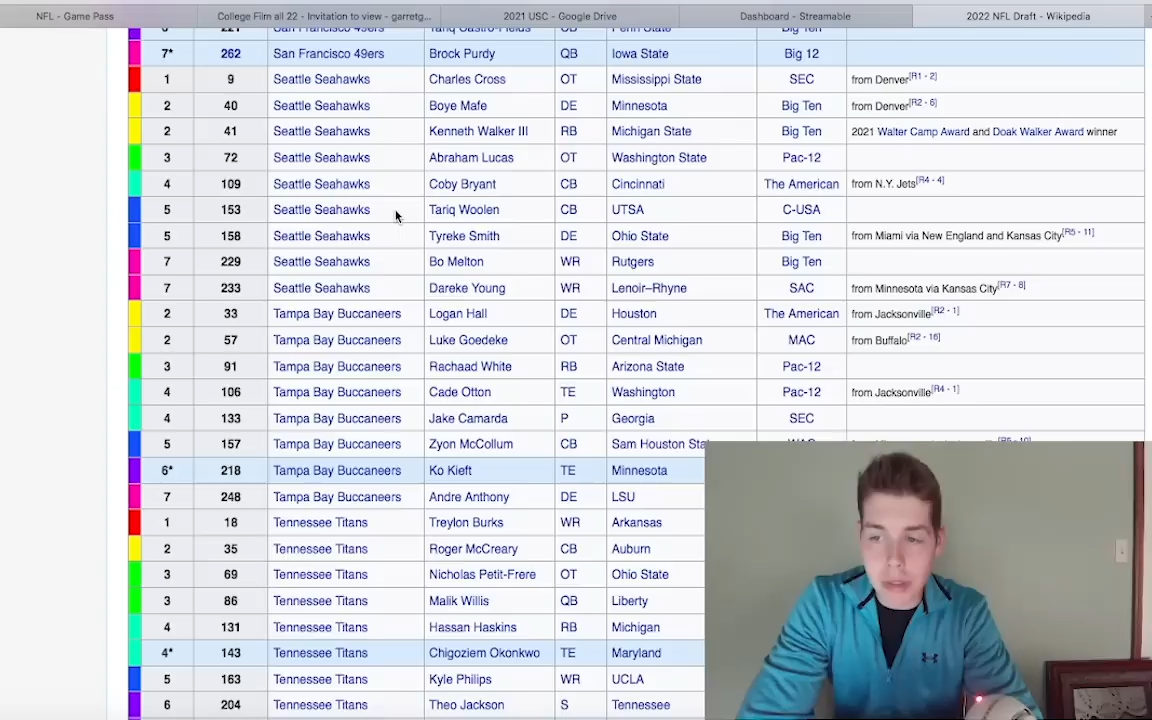 NFL - Game Pass College Film all 22 - Invitation to view - garretg... 2021 USC - Google Drive Dashboard - Streamable 2022 NFL Draft - Wikipedia
221 San Francisco 49ers Tariq Castro-Fields CB Penn State Big Ten
7* 262 San Francisco 49ers Brock Purdy QB Iowa State Big 12
1 9 Seattle Seahawks Charles Cross OT Mississippi State SEC from Denver[R1 - 2]
2 40 Seattle Seahawks Boye Mafe DE Minnesota Big Ten from Denver[R2 - 6]
2 41 Seattle Seahawks Kenneth Walker III RB Michigan State Big Ten 2021 Walter Camp Award and Doak Walker Award winner
3 72 Seattle Seahawks Abraham Lucas OT Washington State Pac-12
4 109 Seattle Seahawks Coby Bryant CB Cincinnati The American from N.Y. Jets[R4 - 4]
5 153 Seattle Seahawks Tariq Woolen CB UTSA C-USA
5 158 Seattle Seahawks Tyreke Smith DE Ohio State Big Ten from Miami via New England and Kansas City[R5 - 11]
7 229 Seattle Seahawks Bo Melton WR Rutgers Big Ten
7 233 Seattle Seahawks Dareke Young WR Lenoir–Rhyne SAC from Minnesota via Kansas City[R7 - 8]
2 33 Tampa Bay Buccaneers Logan Hall DE Houston The American from Jacksonville[R2 - 1]
2 57 Tampa Bay Buccaneers Luke Goedeke OT Central Michigan MAC from Buffalo[R2 - 16]
3 91 Tampa Bay Buccaneers Rachaad White RB Arizona State Pac-12
4 106 Tampa Bay Buccaneers Cade Otton TE Washington Pac-12 from Jacksonville[R4 - 1]
4 133 Tampa Bay Buccaneers Jake Camarda P Georgia SEC
5 157 Tampa Bay Buccaneers Zyon McCollum CB Sam Houston Sta
6* 218 Tampa Bay Buccaneers Ko Kieft TE Minnesota
7 248 Tampa Bay Buccaneers Andre Anthony DE LSU
1 18 Tennessee Titans Treylon Burks WR Arkansas
2 35 Tennessee Titans Roger McCreary CB Auburn
3 69 Tennessee Titans Nicholas Petit-Frere OT Ohio State
3 86 Tennessee Titans Malik Willis QB Liberty
4 131 Tennessee Titans Hassan Haskins RB Michigan
4* 143 Tennessee Titans Chigoziem Okonkwo TE Maryland
5 163 Tennessee Titans Kyle Philips WR UCLA
6 204 Tennessee Titans Theo Jackson S Tennessee